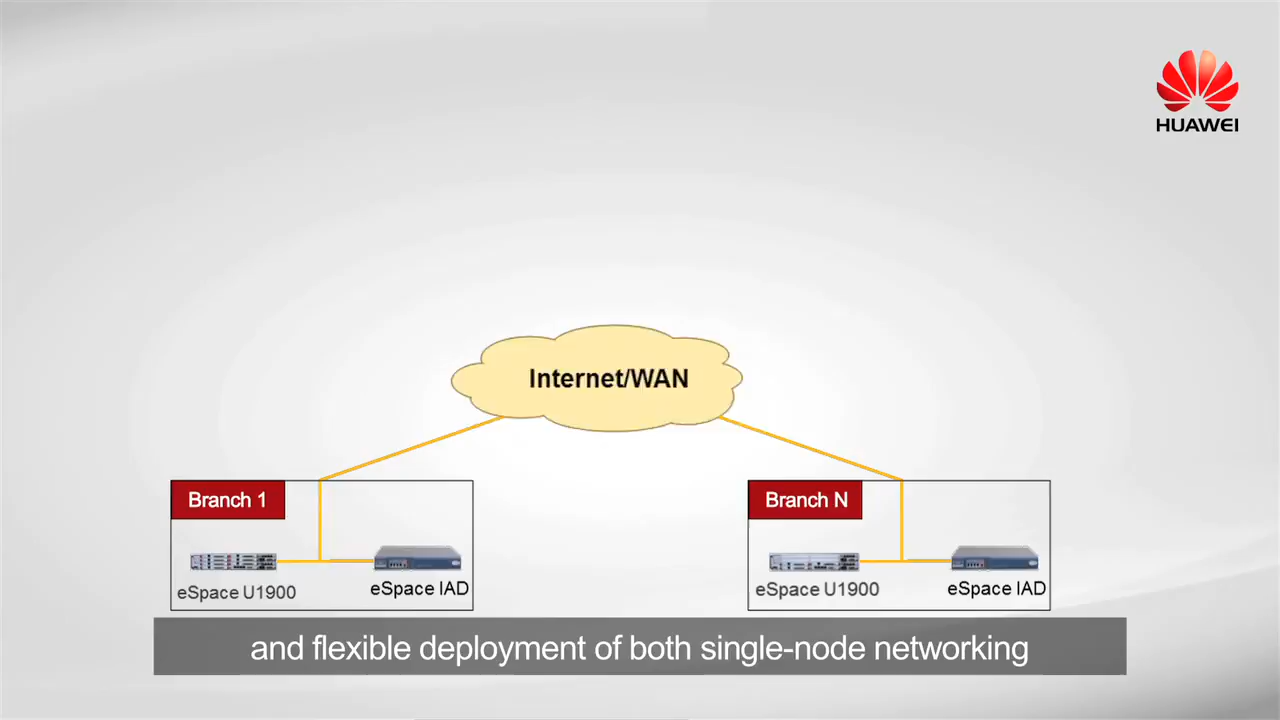 HUAWEI
Internet/WAN
Branch 1
eSpace U1900
eSpace IAD
Branch N
eSpace U1900
eSpace IAD
and flexible deployment of both single-node networking